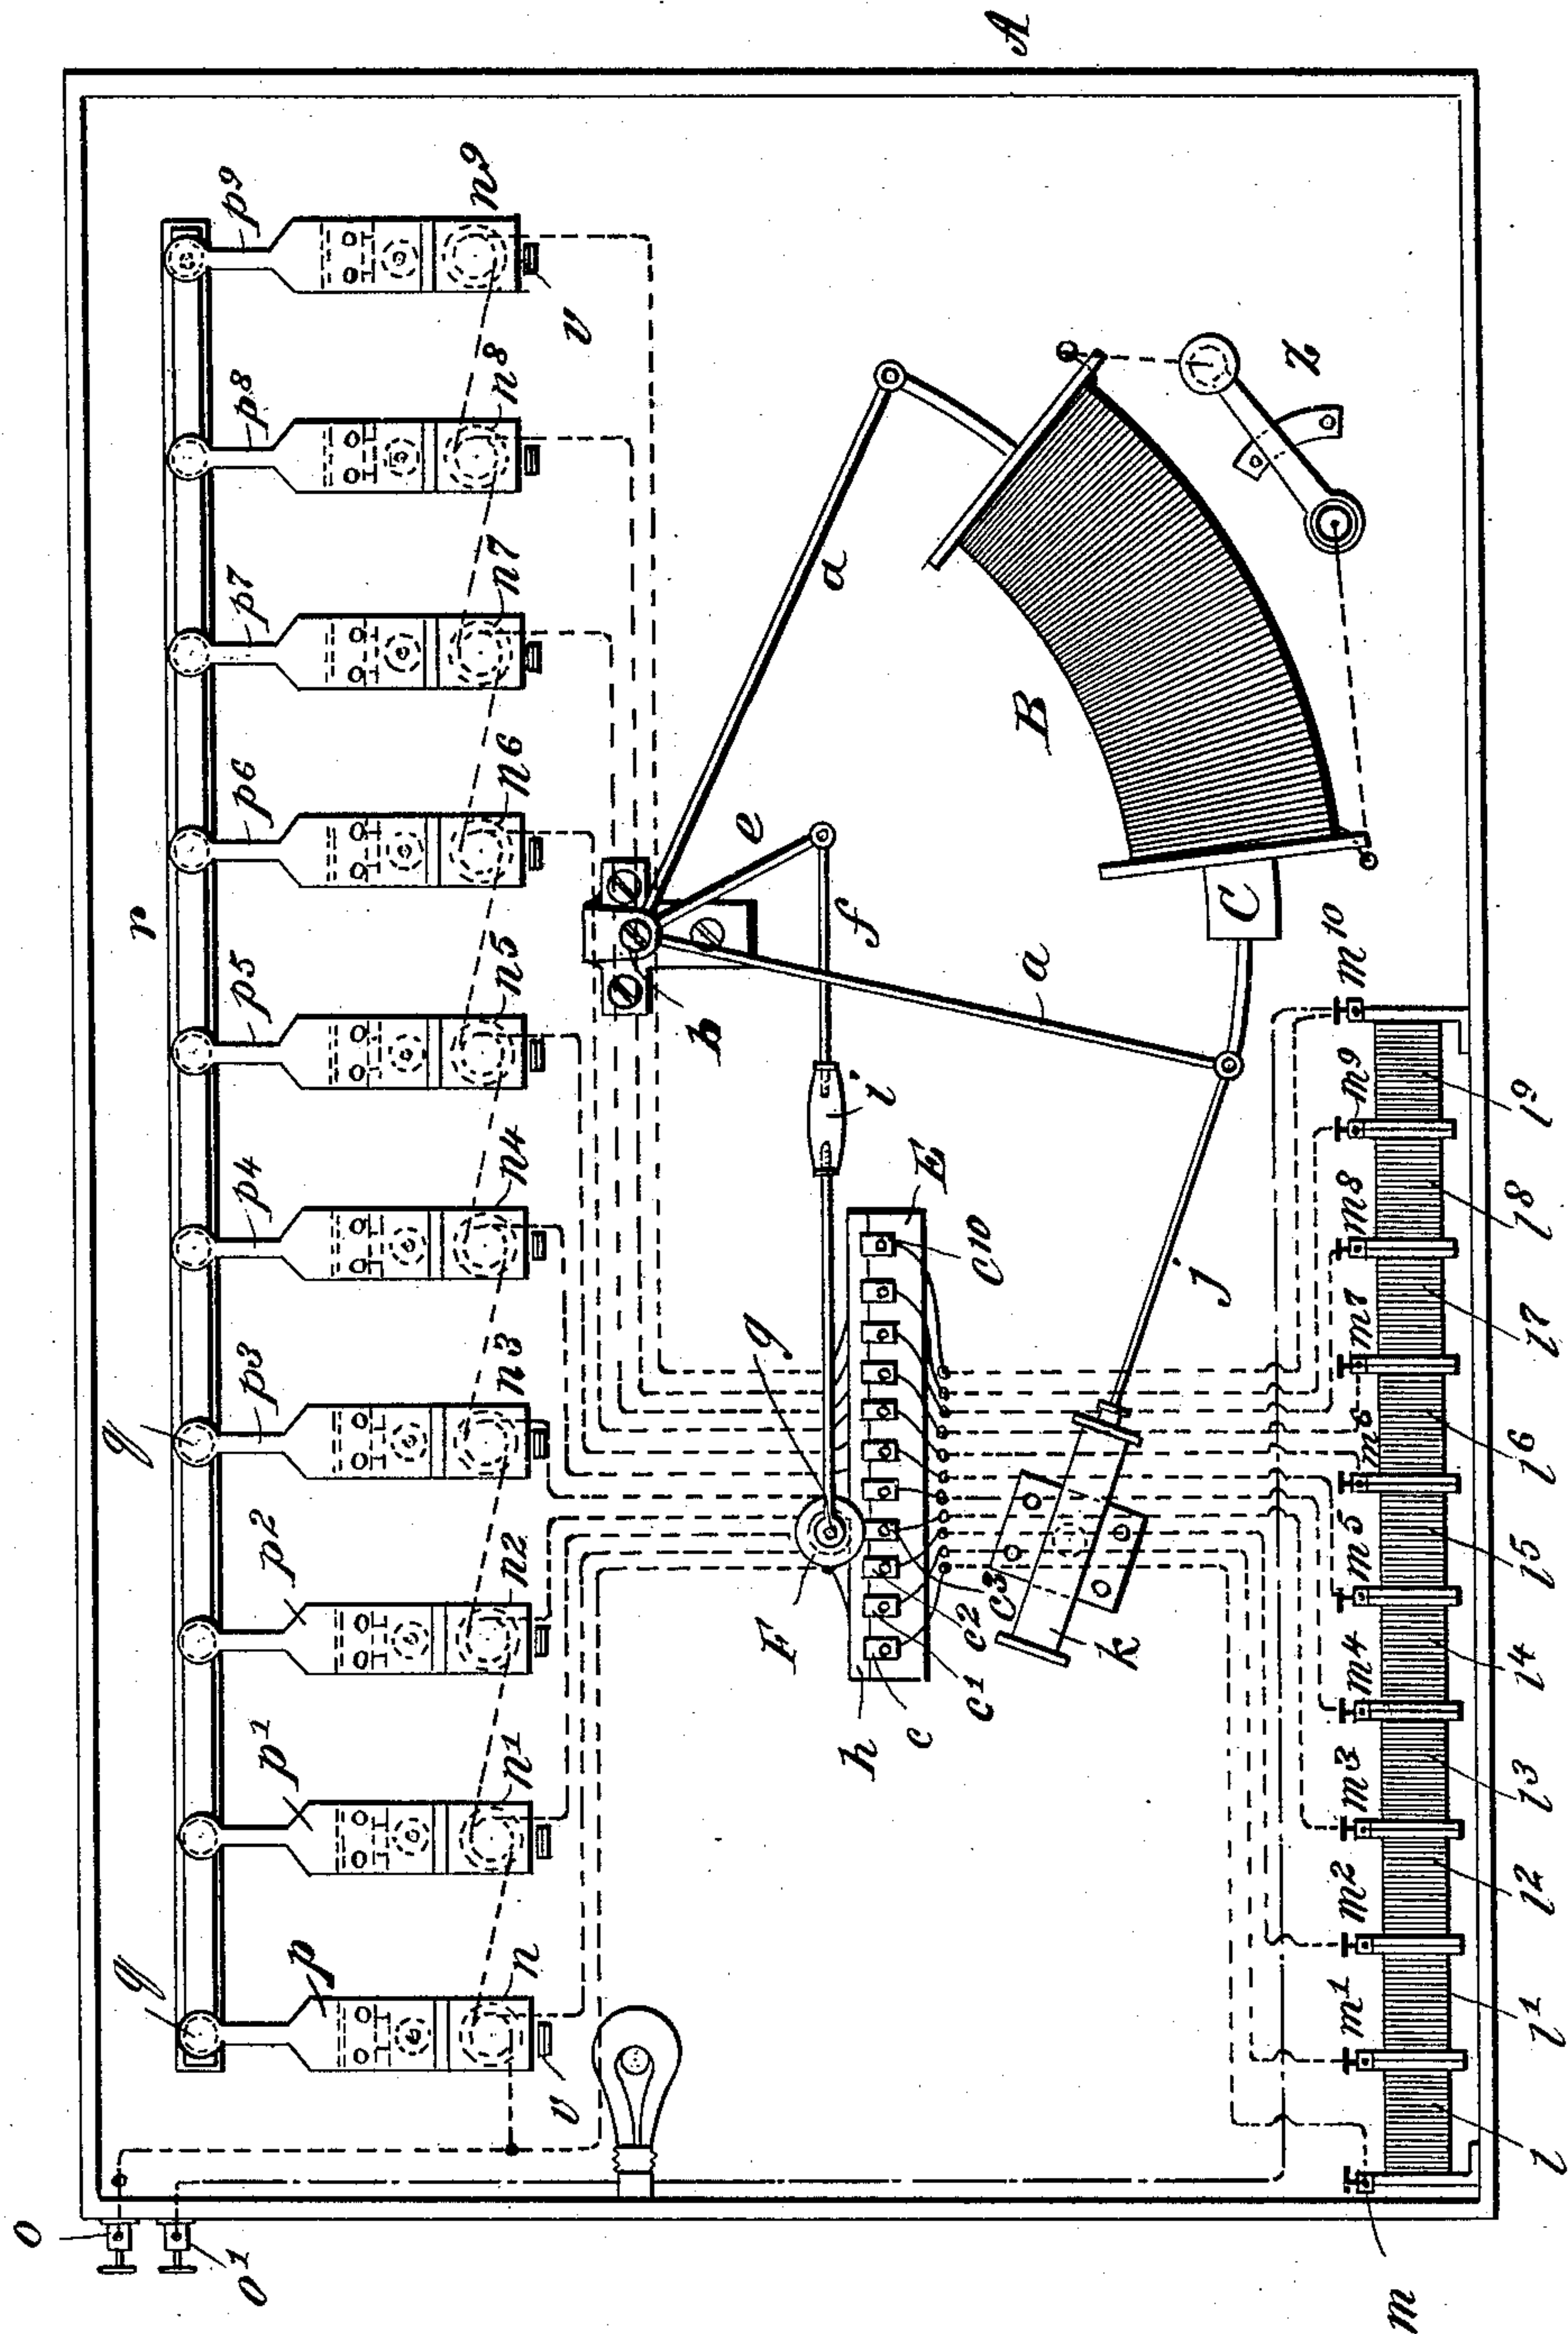 A
r
p
p1
p2
p3
p4
p5
p6
p7
p8
p9
q
q
n
n1
n2
n3
n4
n5
n6
n7
n8
n9
v
v
b
a
a
e
f
i
g
F
E
h
c
c1
c2
c3
c10
j
k
B
C
z
m
m1
m2
m3
m4
m5
m6
m7
m8
m9
m10
l
l1
l2
l3
l4
l5
l6
l7
l8
l9
o
o1